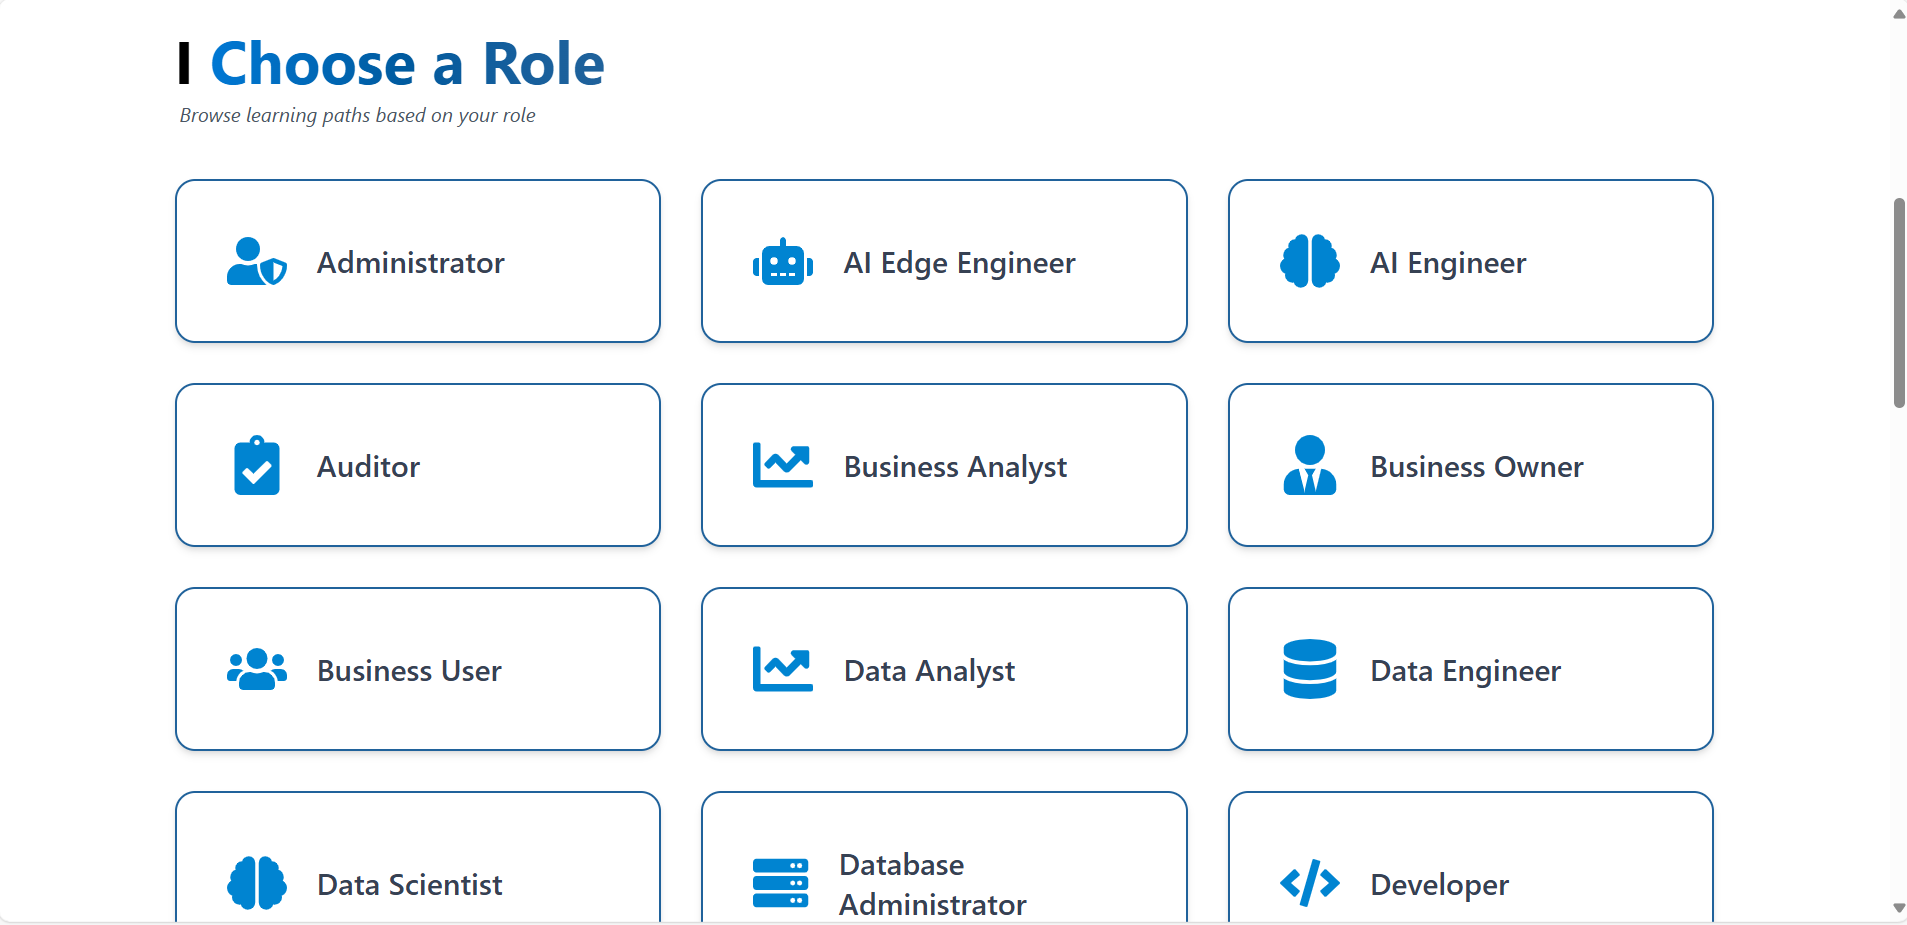 I Choose a Role
Browse learning paths based on your role
Administrator
AI Edge Engineer
AI Engineer
Auditor
Business Analyst
Business Owner
Business User
Data Analyst
Data Engineer
Data Scientist
Database
Administrator
Developer